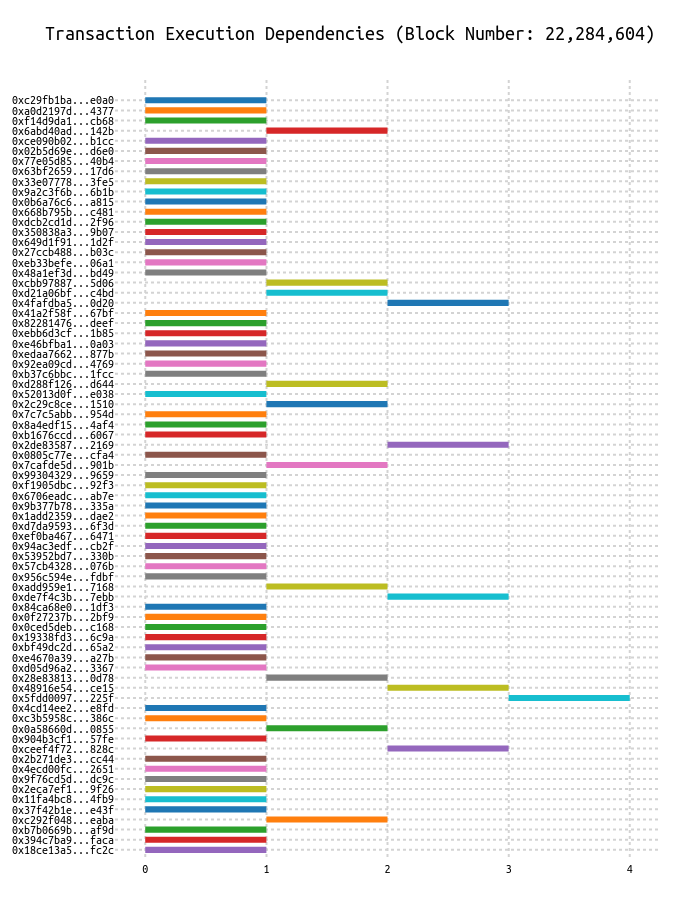 Transaction Execution Dependencies (Block Number: 22,284,604)
0xc29fb1ba...e0a0
0xa0d2197d...4377
0xf14d9da1...cb68
0x6abd40ad...142b
0xce090b02...b1cc
0x02b5d69e...d6e0
0x77e05d85...40b4
0x63bf2659...17d6
0x33e07778...3fe5
0x9a2c3f6b...6b1b
0x0b6a76c6...a815
0x668b795b...c481
0xdcb2cd1d...2f96
0x350838a3...9b07
0x649d1f91...1d2f
0x27ccb488...b03c
0xeb33befe...06a1
0x48a1ef3d...bd49
0xcbb97887...5d06
0xd21a06bf...c4bd
0x4fafdba5...0d20
0x41a2f58f...67bf
0x82281476...deef
0xebb6d3cf...1b85
0xe46bfba1...0a03
0xedaa7662...877b
0x92ea09cd...4769
0xb37c6bbc...1fcc
0xd288f126...d644
0x52013d0f...e038
0x2c29c8ce...1510
0x7c7c5abb...954d
0x8a4edf15...4af4
0xb1676ccd...6067
0x2de83587...2169
0x0805c77e...cfa4
0x7cafde5d...901b
0x99304329...9659
0xf1905dbc...92f3
0x6706eadc...ab7e
0x9b377b78...335a
0x1add2359...dae2
0xd7da9593...6f3d
0xef0ba467...6471
0x94ac3edf...cb2f
0x53952bd7...330b
0x57cb4328...076b
0x956c594e...fdbf
0xadd959e1...7168
0xde7f4c3b...7ebb
0x84ca68e0...1df3
0x0f27237b...2bf9
0x0ced5deb...c168
0x19338fd3...6c9a
0xbf49dc2d...65a2
0xe4670a39...a27b
0xd05d96a2...3367
0x28e83813...0d78
0x48916e54...ce15
0x5fdd0097...225f
0x4cd14ee2...e8fd
0xc3b5958c...386c
0x0a58660d...0855
0x904b3cf1...57fe
0xceef4f72...828c
0x2b271de3...cc44
0x4ecd00fc...2651
0x9f76cd5d...dc9c
0x2eca7ef1...9f26
0x11fa4bc8...4fb9
0x37f42b1e...e43f
0xc292f048...eaba
0xb7b0669b...af9d
0x394c7ba9...faca
0x18ce13a5...fc2c
0 1 2 3 4